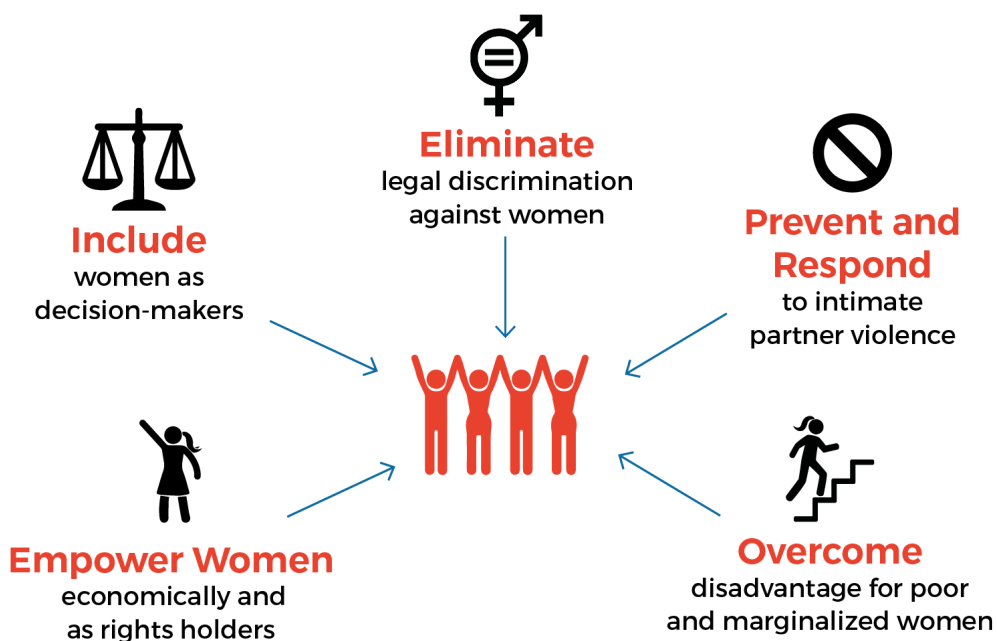 Eliminate
legal discrimination
against women
Include
women as
decision-makers
Prevent and
Respond
to intimate
partner violence
Empower Women
economically and
as rights holders
Overcome
disadvantage for poor
and marginalized women